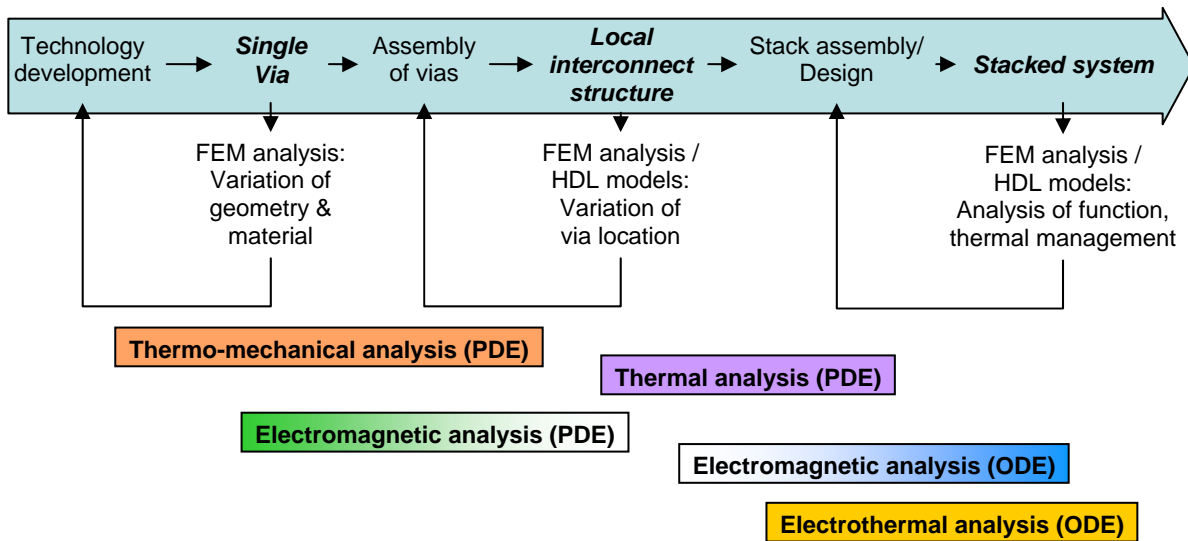 Technology
development
Single
Via
Assembly
of vias
Local
interconnect
structure
Stack assembly/
Design
Stacked system
FEM analysis:
Variation of
geometry &
material
FEM analysis /
HDL models:
Variation of
via location
FEM analysis /
HDL models:
Analysis of function,
thermal management
Thermo-mechanical analysis (PDE)
Thermal analysis (PDE)
Electromagnetic analysis (PDE)
Electromagnetic analysis (ODE)
Electrothermal analysis (ODE)